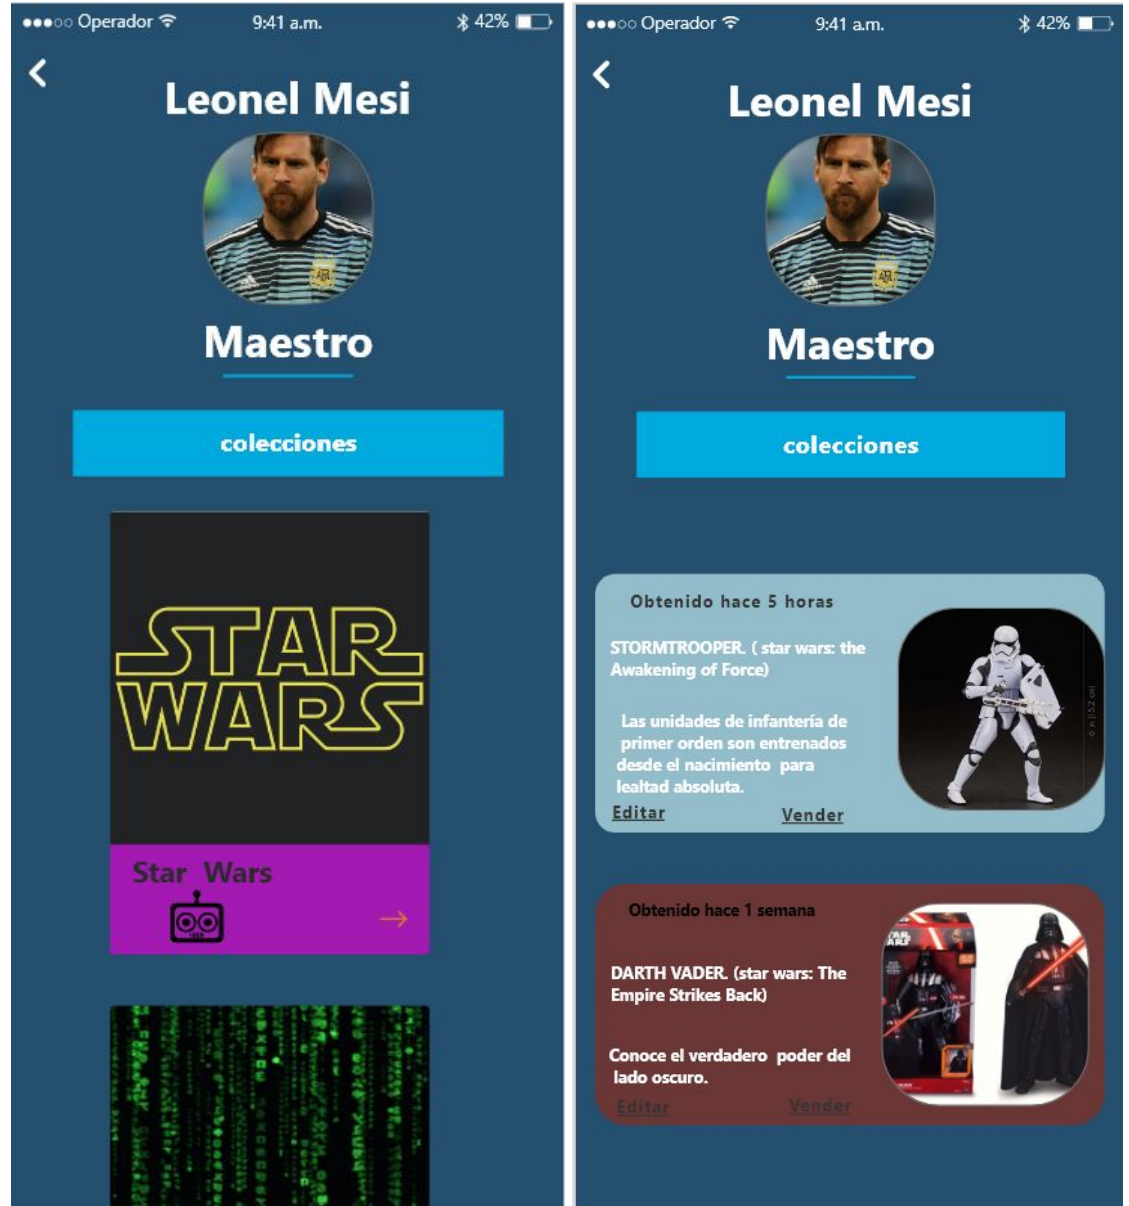 ●●●○○ Operador 9:41 a.m. 42%
Leonel Mesi
Maestro
colecciones
STAR
WARS
Star Wars
●●●○○ Operador 9:41 a.m. 42%
Leonel Mesi
Maestro
colecciones
Obtenido hace 5 horas
STORMTROOPER. ( star wars: the
Awakening of Force)
Las unidades de infantería de
primer orden son entrenados
desde el nacimiento para
lealtad absoluta.
Editar Vender
Obtenido hace 1 semana
DARTH VADER. (star wars: The
Empire Strikes Back)
Conoce el verdadero poder del
lado oscuro.
Editar Vender